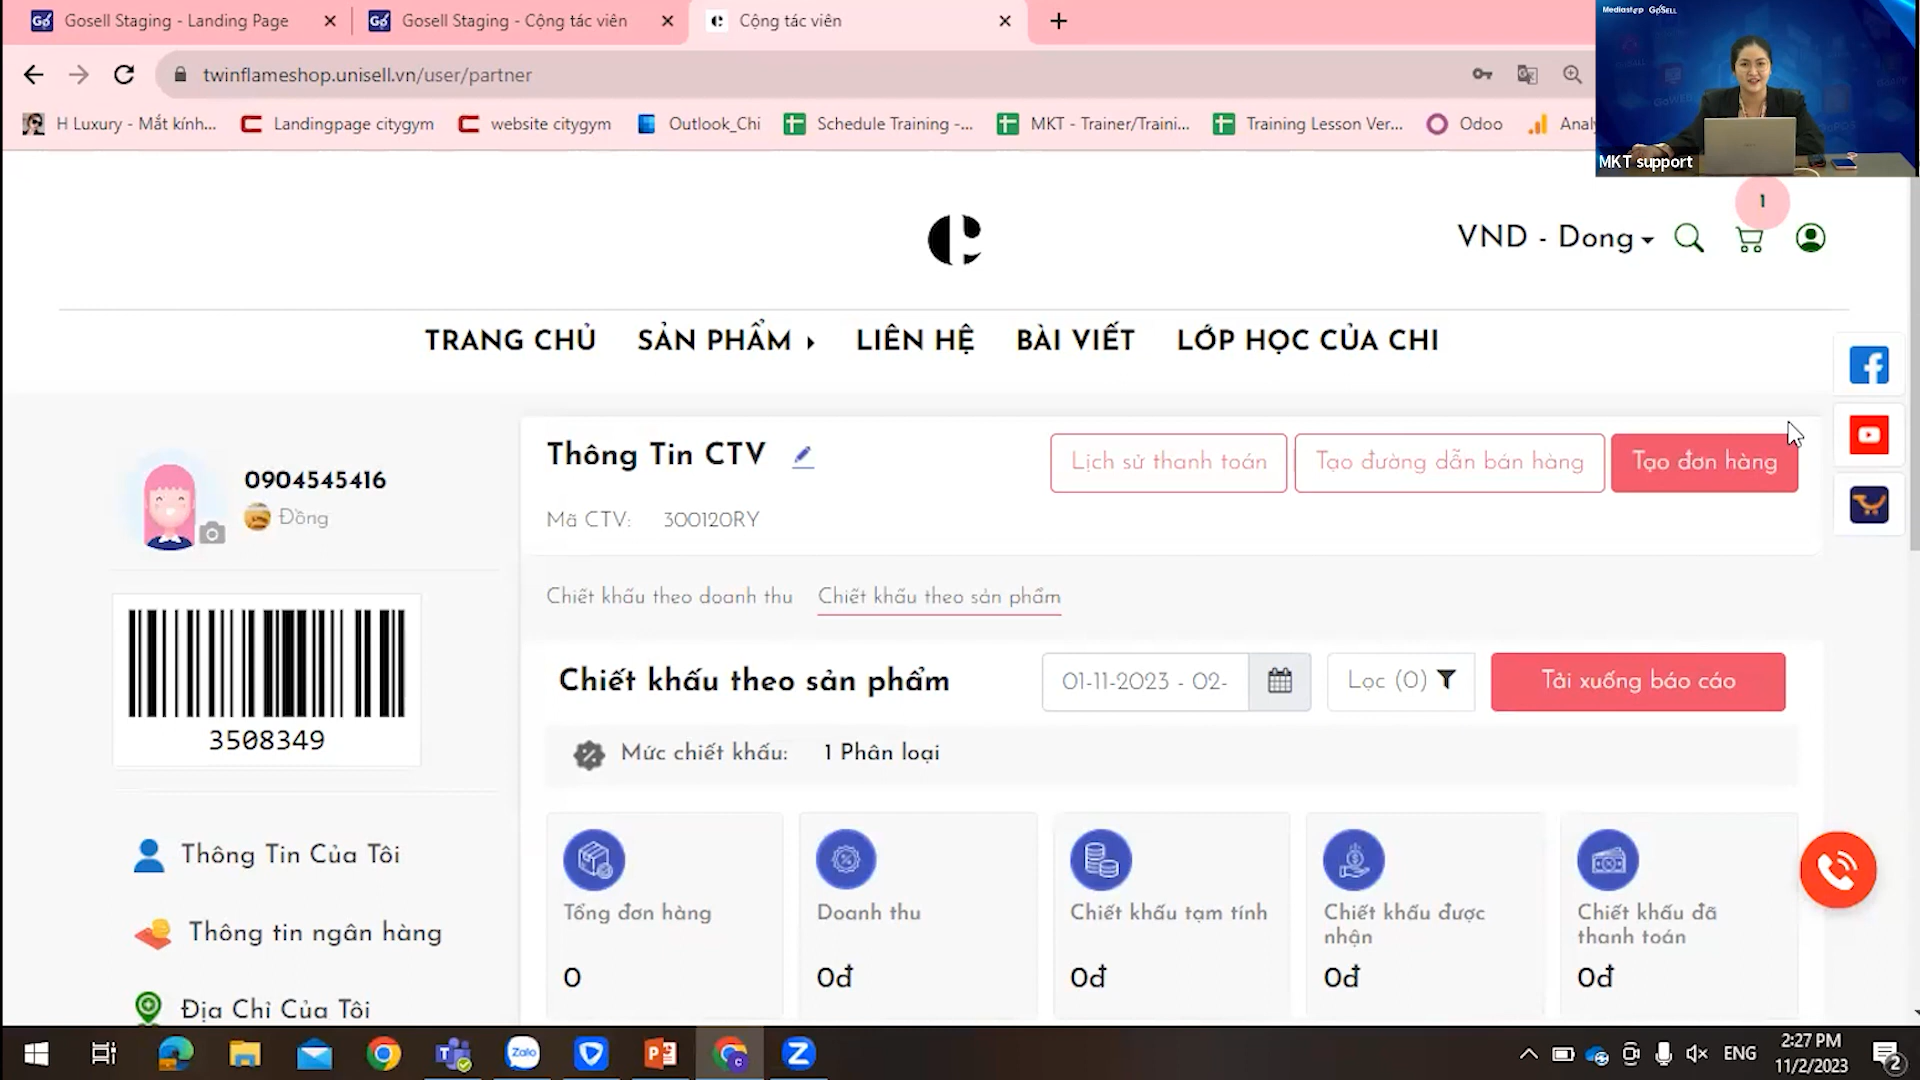 Gosell Staging - Landing Page
Gosell Staging - Cộng tác viên
Cộng tác viên
twinflameshop.unisell.vn/user/partner
H Luxury - Mắt kính...
Landingpage citygym
website citygym
Outlook_Chi
Schedule Training -...
MKT - Trainer/Traini...
Training Lesson Ver...
Odoo
Analy
Mediastep GoSELL
MKT support
VND - Dong
1
TRANG CHỦ
SẢN PHẨM
LIÊN HỆ
BÀI VIẾT
LỚP HỌC CỦA CHI
0904545416
Đồng
3508349
Thông Tin Của Tôi
Thông tin ngân hàng
Địa Chỉ Của Tôi
Thông Tin CTV
Lịch sử thanh toán
Tạo đường dẫn bán hàng
Tạo đơn hàng
Mã CTV: 300120RY
Chiết khấu theo doanh thu
Chiết khấu theo sản phẩm
Chiết khấu theo sản phẩm
01-11-2023 - 02-
Lọc (0)
Tải xuống báo cáo
Mức chiết khấu: 1 Phân loại
Tổng đơn hàng
0
Doanh thu
0đ
Chiết khấu tạm tính
0đ
Chiết khấu được
nhận
0đ
Chiết khấu đã
thanh toán
0đ
Zalo
ENG
2:27 PM
11/2/2023
2